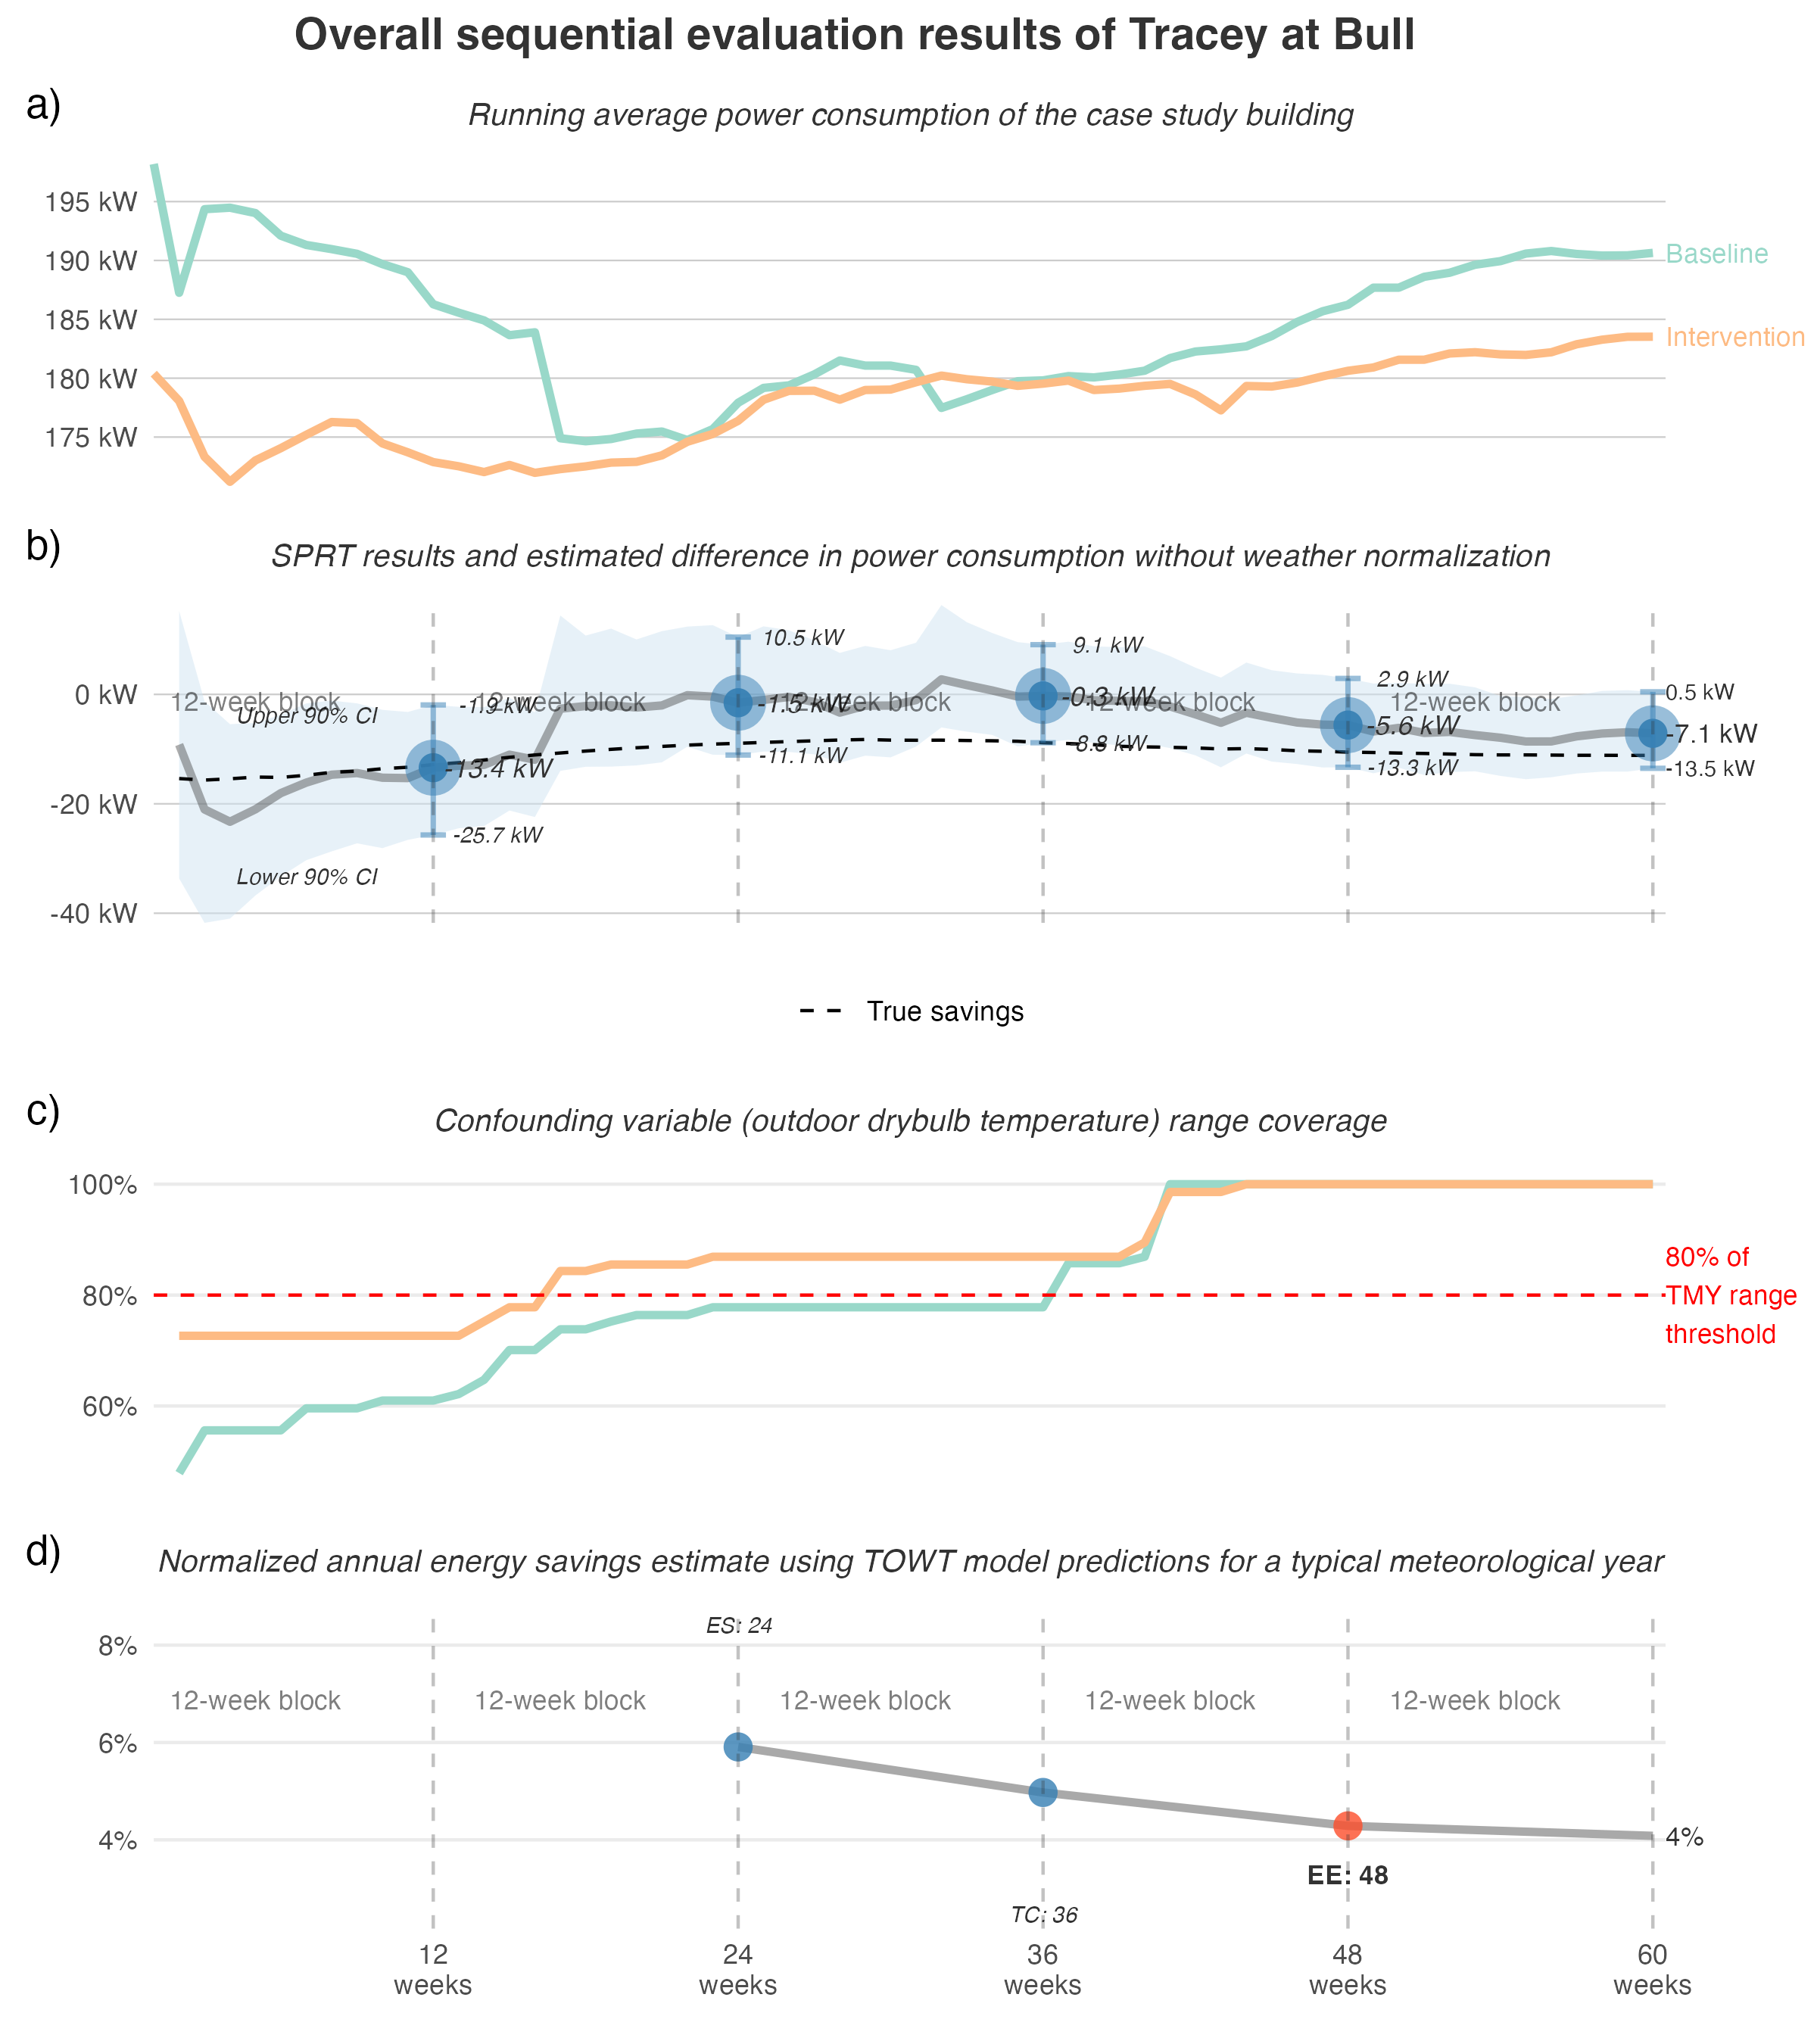 Overall sequential evaluation results of Tracey at Bull
a)
Running average power consumption of the case study building
195 kW
190 kW
185 kW
180 kW
175 kW
Baseline
Intervention
b)
SPRT results and estimated difference in power consumption without weather normalization
0 kW
-20 kW
-40 kW
12-week block
12-week block
12-week block
12-week block
12-week block
Upper 90% CI
Lower 90% CI
-1.9 kW
-13.4 kW
-25.7 kW
10.5 kW
-1.5 kW
-11.1 kW
9.1 kW
-0.3 kW
-8.8 kW
2.9 kW
-5.6 kW
-13.3 kW
0.5 kW
-7.1 kW
-13.5 kW
True savings
c)
Confounding variable (outdoor drybulb temperature) range coverage
100%
80%
60%
80% of
TMY range
threshold
d)
Normalized annual energy savings estimate using TOWT model predictions for a typical meteorological year
8%
6%
4%
ES: 24
12-week block
12-week block
12-week block
12-week block
12-week block
4%
EE: 48
TC: 36
12
weeks
24
weeks
36
weeks
48
weeks
60
weeks